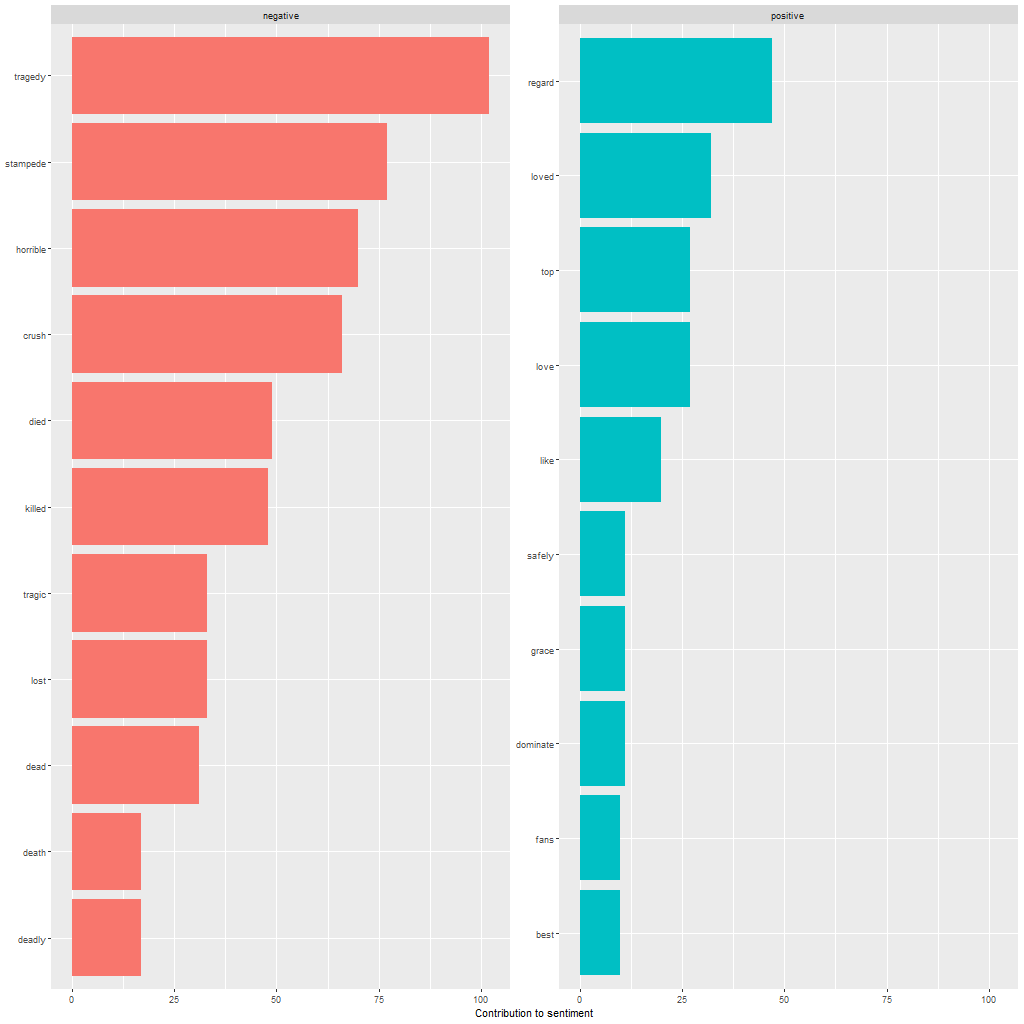 negative
tragedy
stampede
horrible
crush
died
killed
tragic
lost
dead
death
deadly
0 25 50 75 100
positive
regard
loved
top
love
like
safely
grace
dominate
fans
best
0 25 50 75 100
Contribution to sentiment